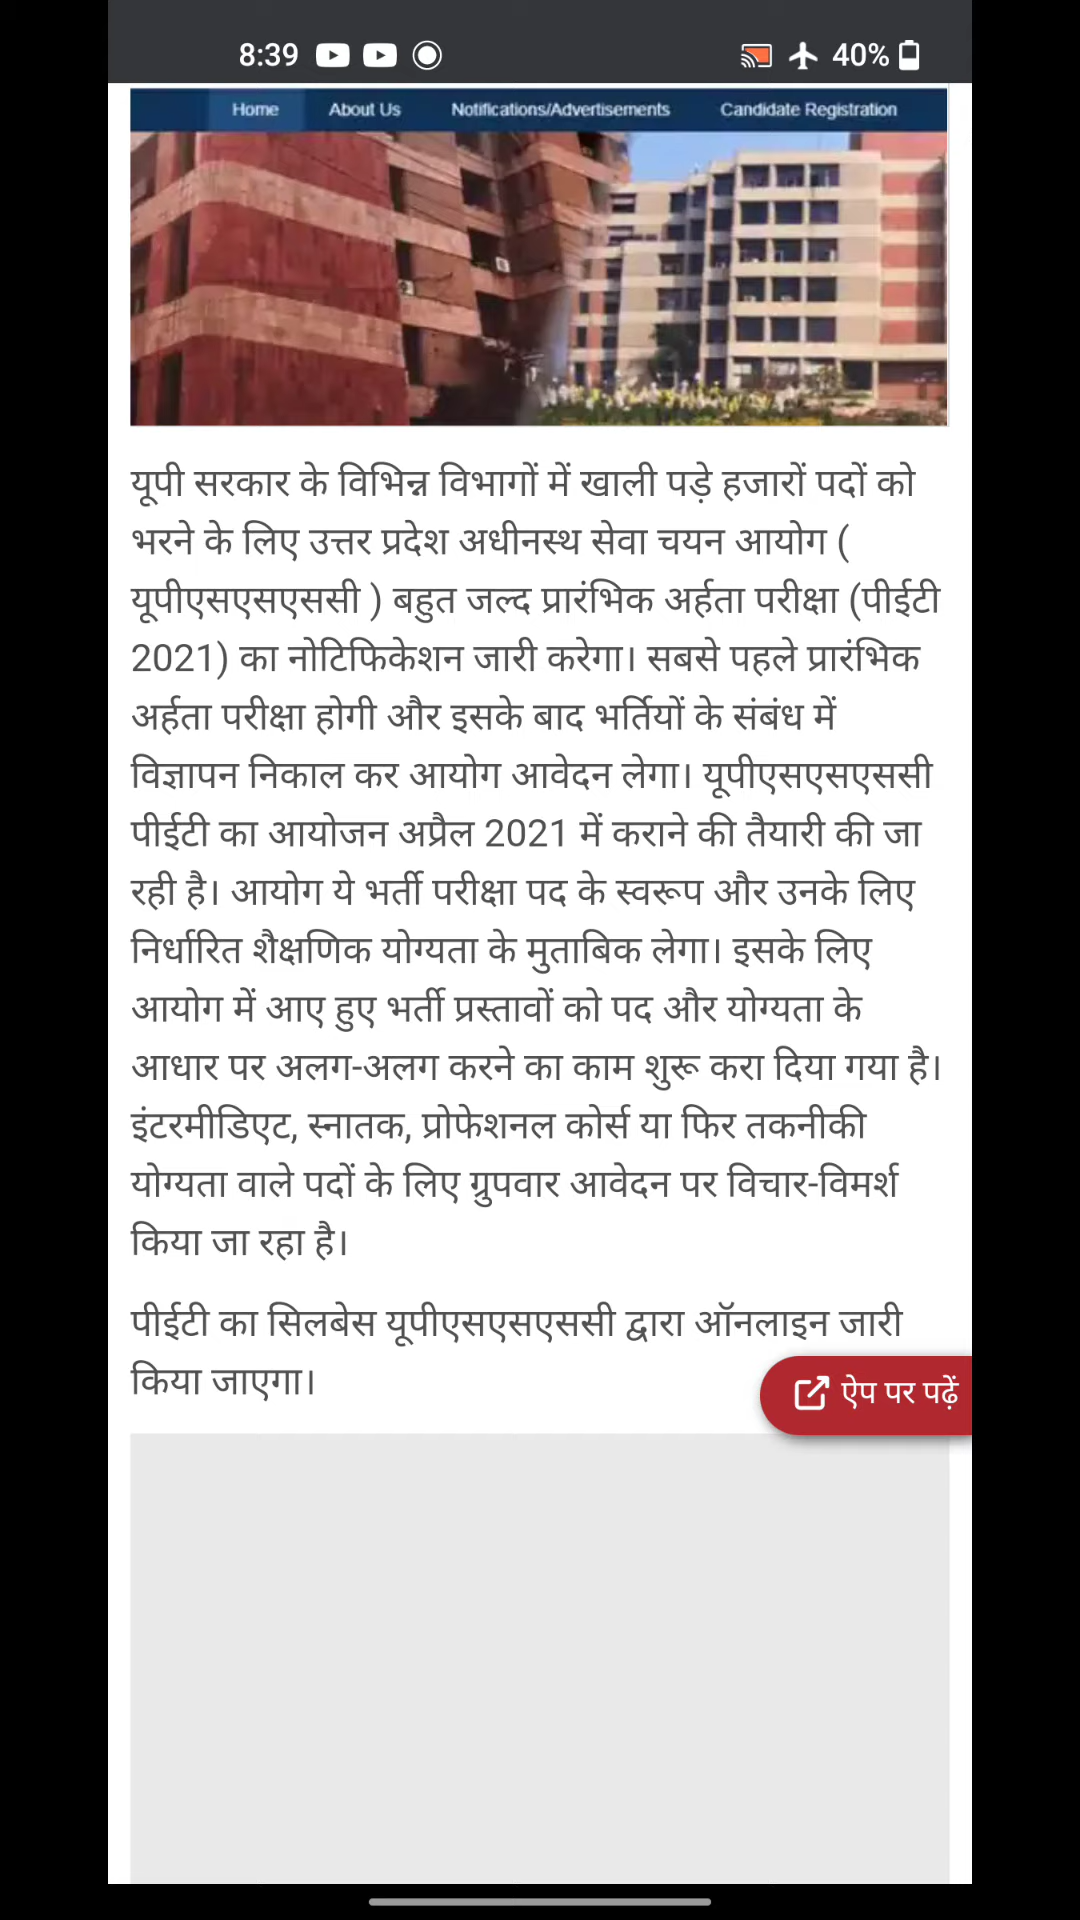 8:39
40%
Home About Us Notifications/Advertisements Candidate Registration
यूपी सरकार के विभिन्न विभागों में खाली पड़े हजारों पदों को
भरने के लिए उत्तर प्रदेश अधीनस्थ सेवा चयन आयोग (
यूपीएसएसएससी ) बहुत जल्द प्रारंभिक अर्हता परीक्षा (पीईटी
2021) का नोटिफिकेशन जारी करेगा। सबसे पहले प्रारंभिक
अर्हता परीक्षा होगी और इसके बाद भर्तियों के संबंध में
विज्ञापन निकाल कर आयोग आवेदन लेगा। यूपीएसएसएससी
पीईटी का आयोजन अप्रैल 2021 में कराने की तैयारी की जा
रही है। आयोग ये भर्ती परीक्षा पद के स्वरूप और उनके लिए
निर्धारित शैक्षणिक योग्यता के मुताबिक लेगा। इसके लिए
आयोग में आए हुए भर्ती प्रस्तावों को पद और योग्यता के
आधार पर अलग-अलग करने का काम शुरू करा दिया गया है।
इंटरमीडिएट, स्नातक, प्रोफेशनल कोर्स या फिर तकनीकी
योग्यता वाले पदों के लिए ग्रुपवार आवेदन पर विचार-विमर्श
किया जा रहा है।
पीईटी का सिलबेस यूपीएसएसएससी द्वारा ऑनलाइन जारी
किया जाएगा।
ऐप पर पढ़ें